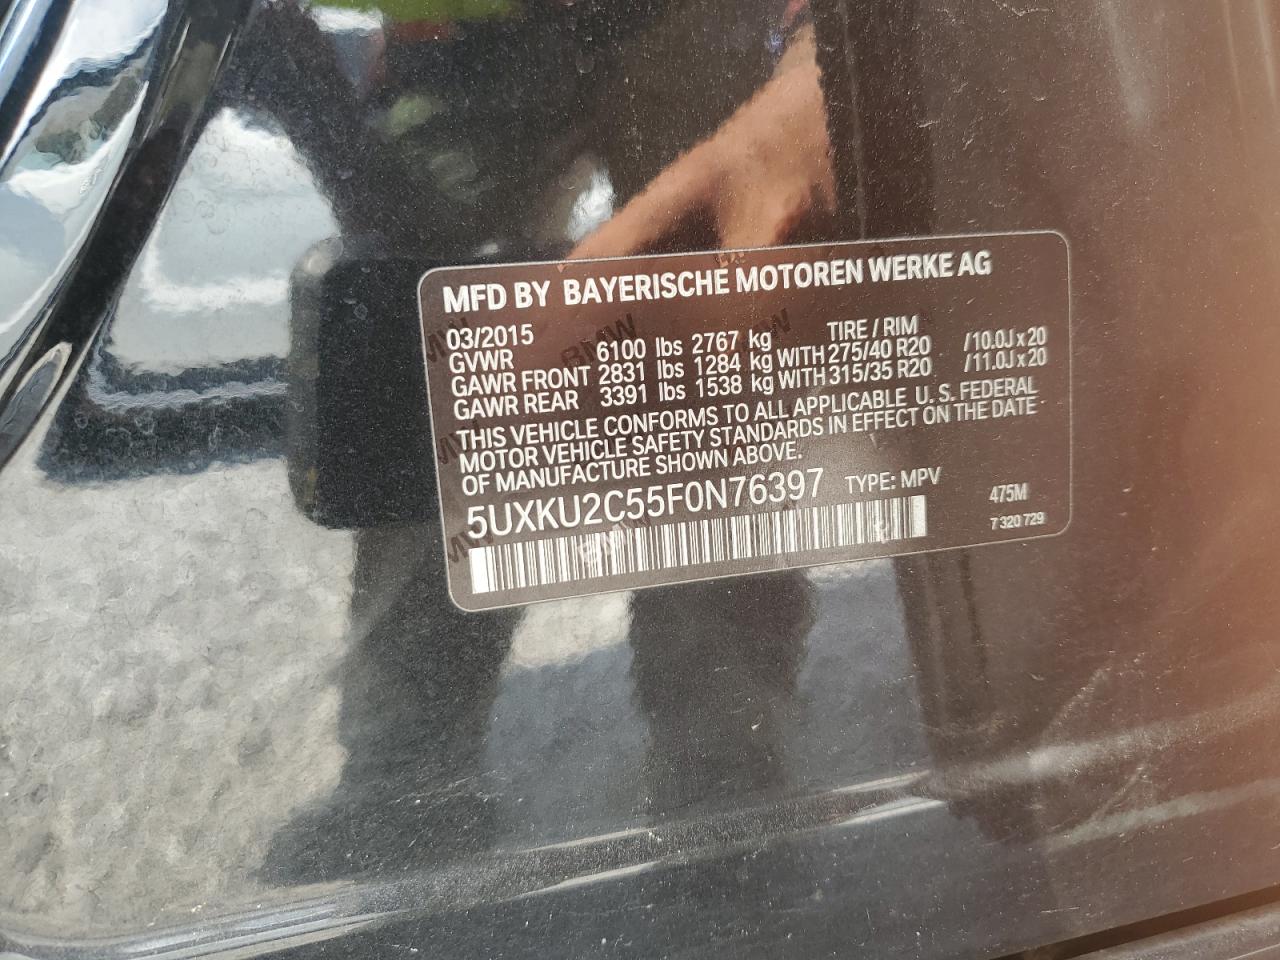 MFD BY BAYERISCHE MOTOREN WERKE AG
03/2015 TIRE / RIM
GVWR 6100 lbs 2767 kg
GAWR FRONT 2831 lbs 1284 kg WITH 275/40 R20 /10.0J x 20
GAWR REAR 3391 lbs 1538 kg WITH 315/35 R20 /11.0J x 20
THIS VEHICLE CONFORMS TO ALL APPLICABLE U.S. FEDERAL
MOTOR VEHICLE SAFETY STANDARDS IN EFFECT ON THE DATE
OF MANUFACTURE SHOWN ABOVE.
5UXKU2C55F0N76397 TYPE: MPV
475M
7 320 729